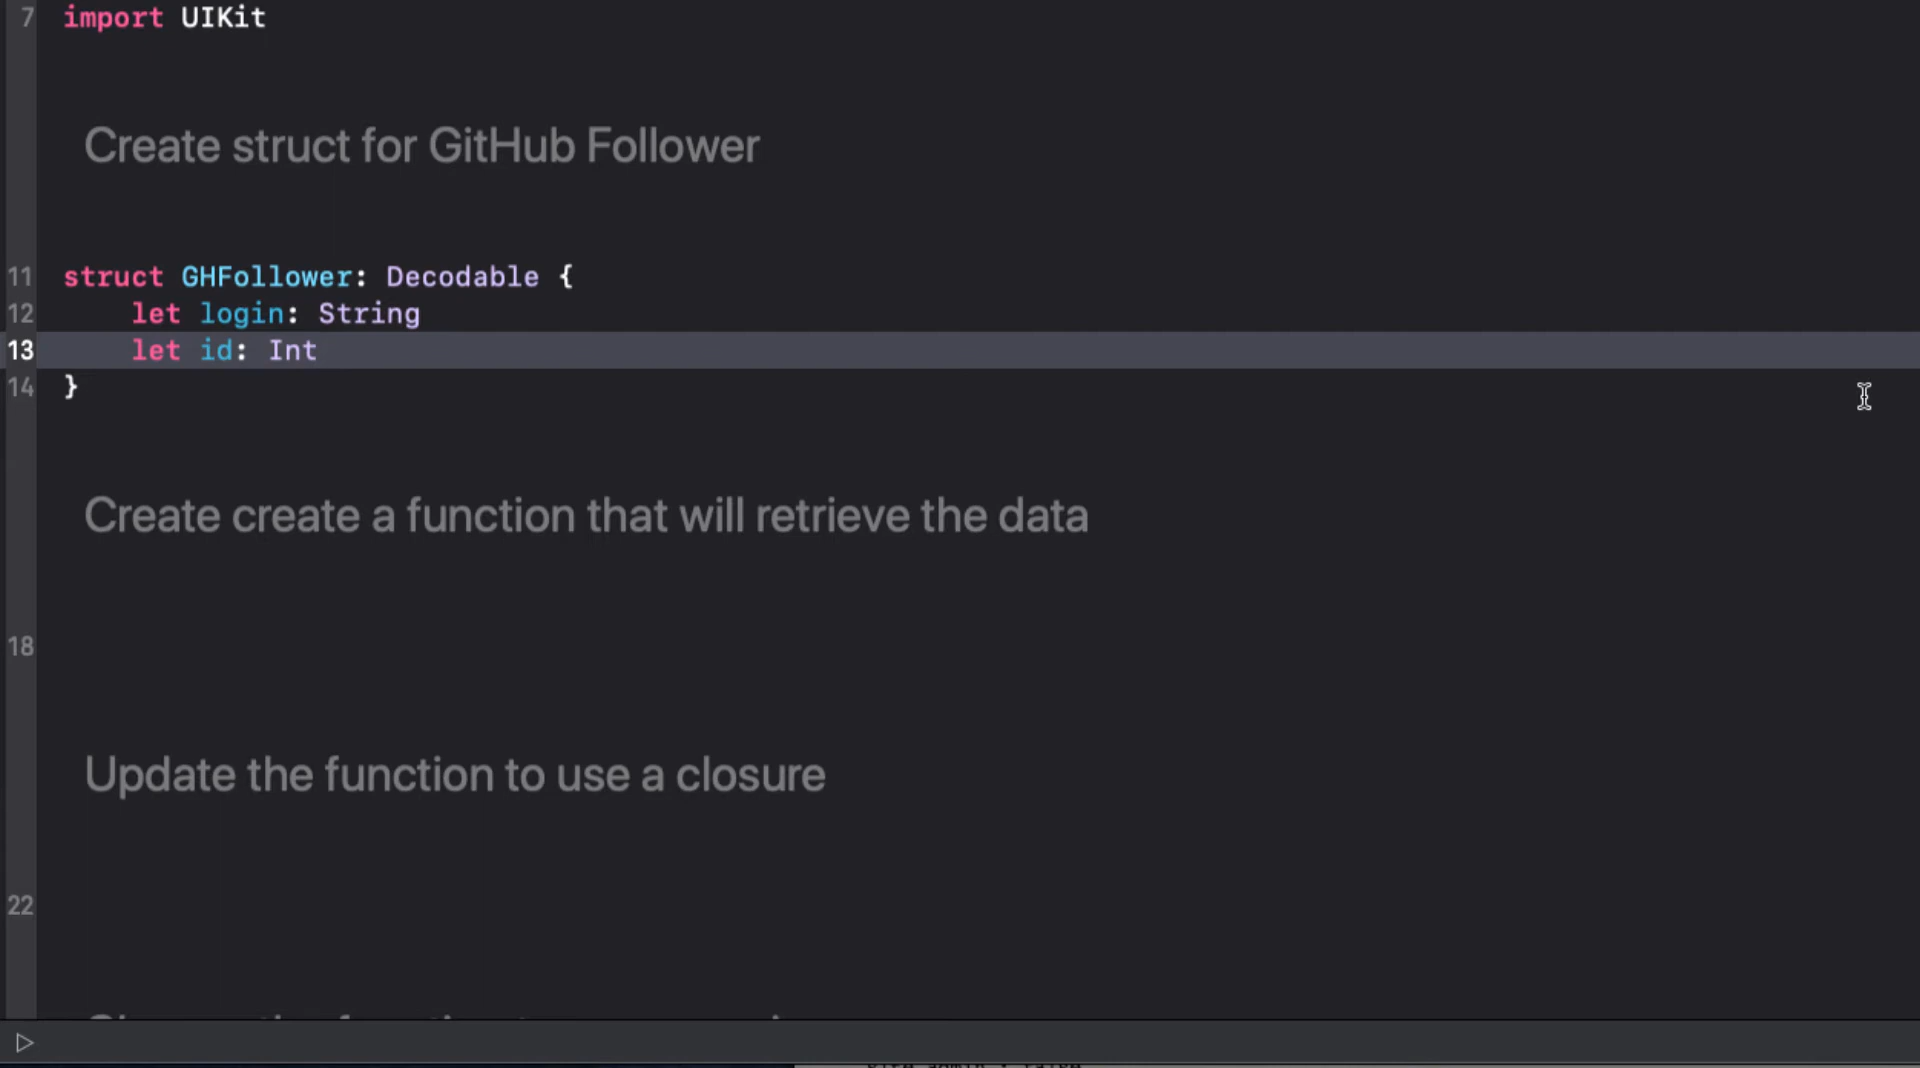 7 import UIKit
Create struct for GitHub Follower
11 struct GHFollower: Decodable {
12 let login: String
13 let id: Int
14 }
Create create a function that will retrieve the data
18
Update the function to use a closure
22